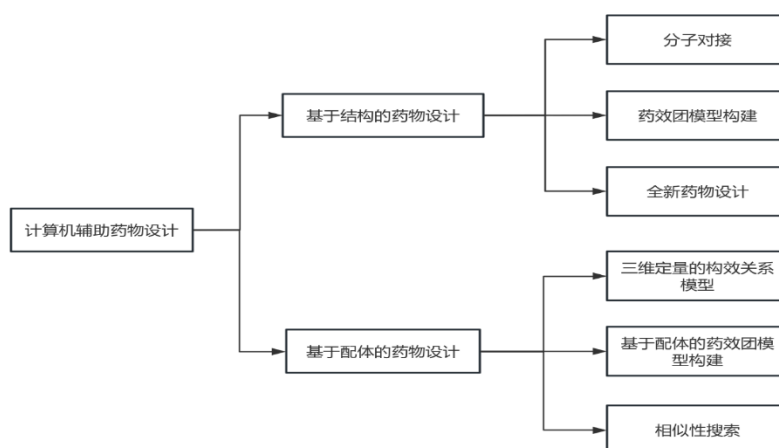 分子对接
基于结构的药物设计
药效团模型构建
全新药物设计
计算机辅助药物设计
三维定量的构效关系
模型
基于配体的药物设计
基于配体的药效团模
型构建
相似性搜索